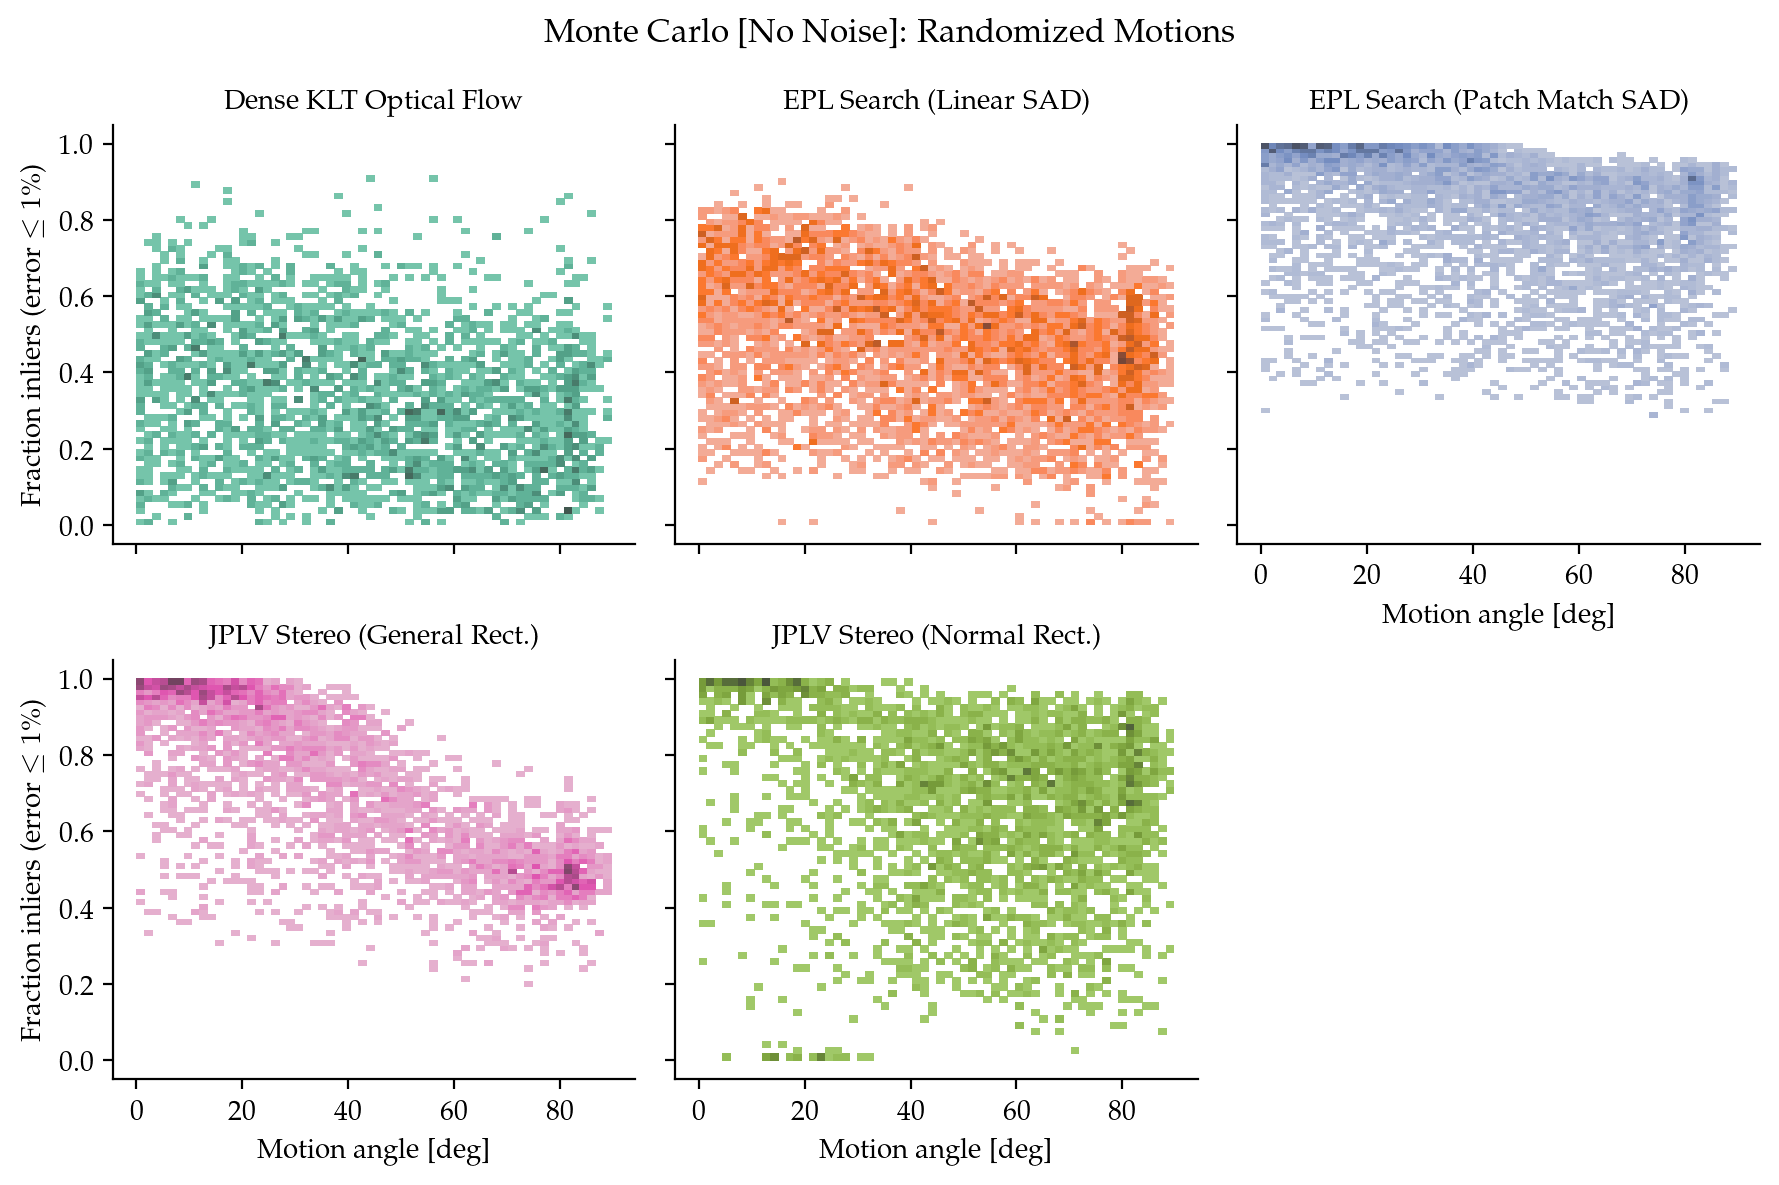 Monte Carlo [No Noise]: Randomized Motions
Dense KLT Optical Flow
EPL Search (Linear SAD)
EPL Search (Patch Match SAD)
Fraction inliers (error ≤ 1%)
1.0
0.8
0.6
0.4
0.2
0.0
0 20 40 60 80
Motion angle [deg]
JPLV Stereo (General Rect.)
JPLV Stereo (Normal Rect.)
Fraction inliers (error ≤ 1%)
1.0
0.8
0.6
0.4
0.2
0.0
0 20 40 60 80
Motion angle [deg]
0 20 40 60 80
Motion angle [deg]